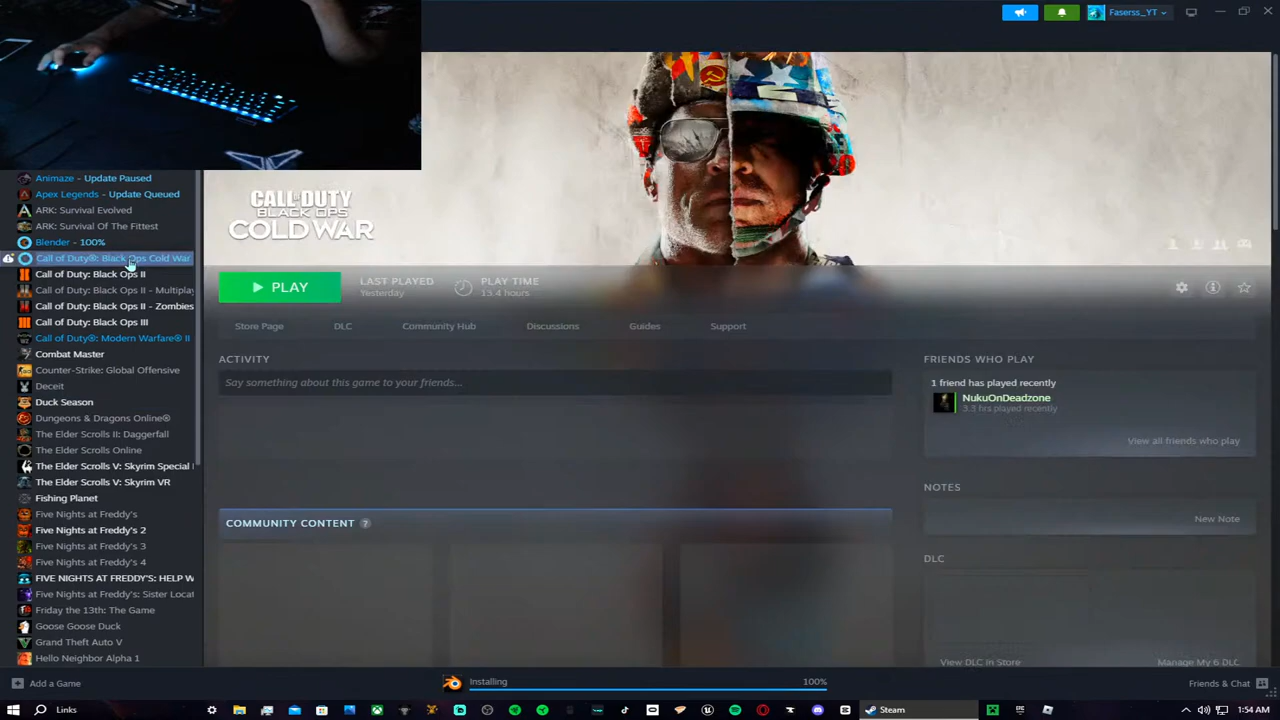 Faserss_YT
Animaze - Update Paused
Apex Legends - Update Queued
ARK: Survival Evolved
ARK: Survival Of The Fittest
Blender - 100%
Call of Duty®: Black Ops Cold War
Call of Duty: Black Ops II
Call of Duty: Black Ops II - Multiplay
Call of Duty: Black Ops II - Zombies
Call of Duty: Black Ops III
Call of Duty®: Modern Warfare® II
Combat Master
Counter-Strike: Global Offensive
Deceit
Duck Season
Dungeons & Dragons Online®
The Elder Scrolls II: Daggerfall
The Elder Scrolls Online
The Elder Scrolls V: Skyrim Special
The Elder Scrolls V: Skyrim VR
Fishing Planet
Five Nights at Freddy's
Five Nights at Freddy's 2
Five Nights at Freddy's 3
Five Nights at Freddy's 4
FIVE NIGHTS AT FREDDY'S: HELP W
Five Nights at Freddy's: Sister Locat
Friday the 13th: The Game
Goose Goose Duck
Grand Theft Auto V
Hello Neighbor Alpha 1
CALL OF DUTY
BLACK OPS
COLD WAR
PLAY
LAST PLAYED
Yesterday
PLAY TIME
13.4 hours
Store Page
DLC
Community Hub
Discussions
Guides
Support
ACTIVITY
Say something about this game to your friends...
COMMUNITY CONTENT ?
FRIENDS WHO PLAY
1 friend has played recently
NukuOnDeadzone
3.3 hrs played recently
View all friends who play
NOTES
New Note
DLC
View DLC In Store
Manage My 6 DLC
Add a Game
Installing
100%
Friends & Chat
Links
Steam
1:54 AM